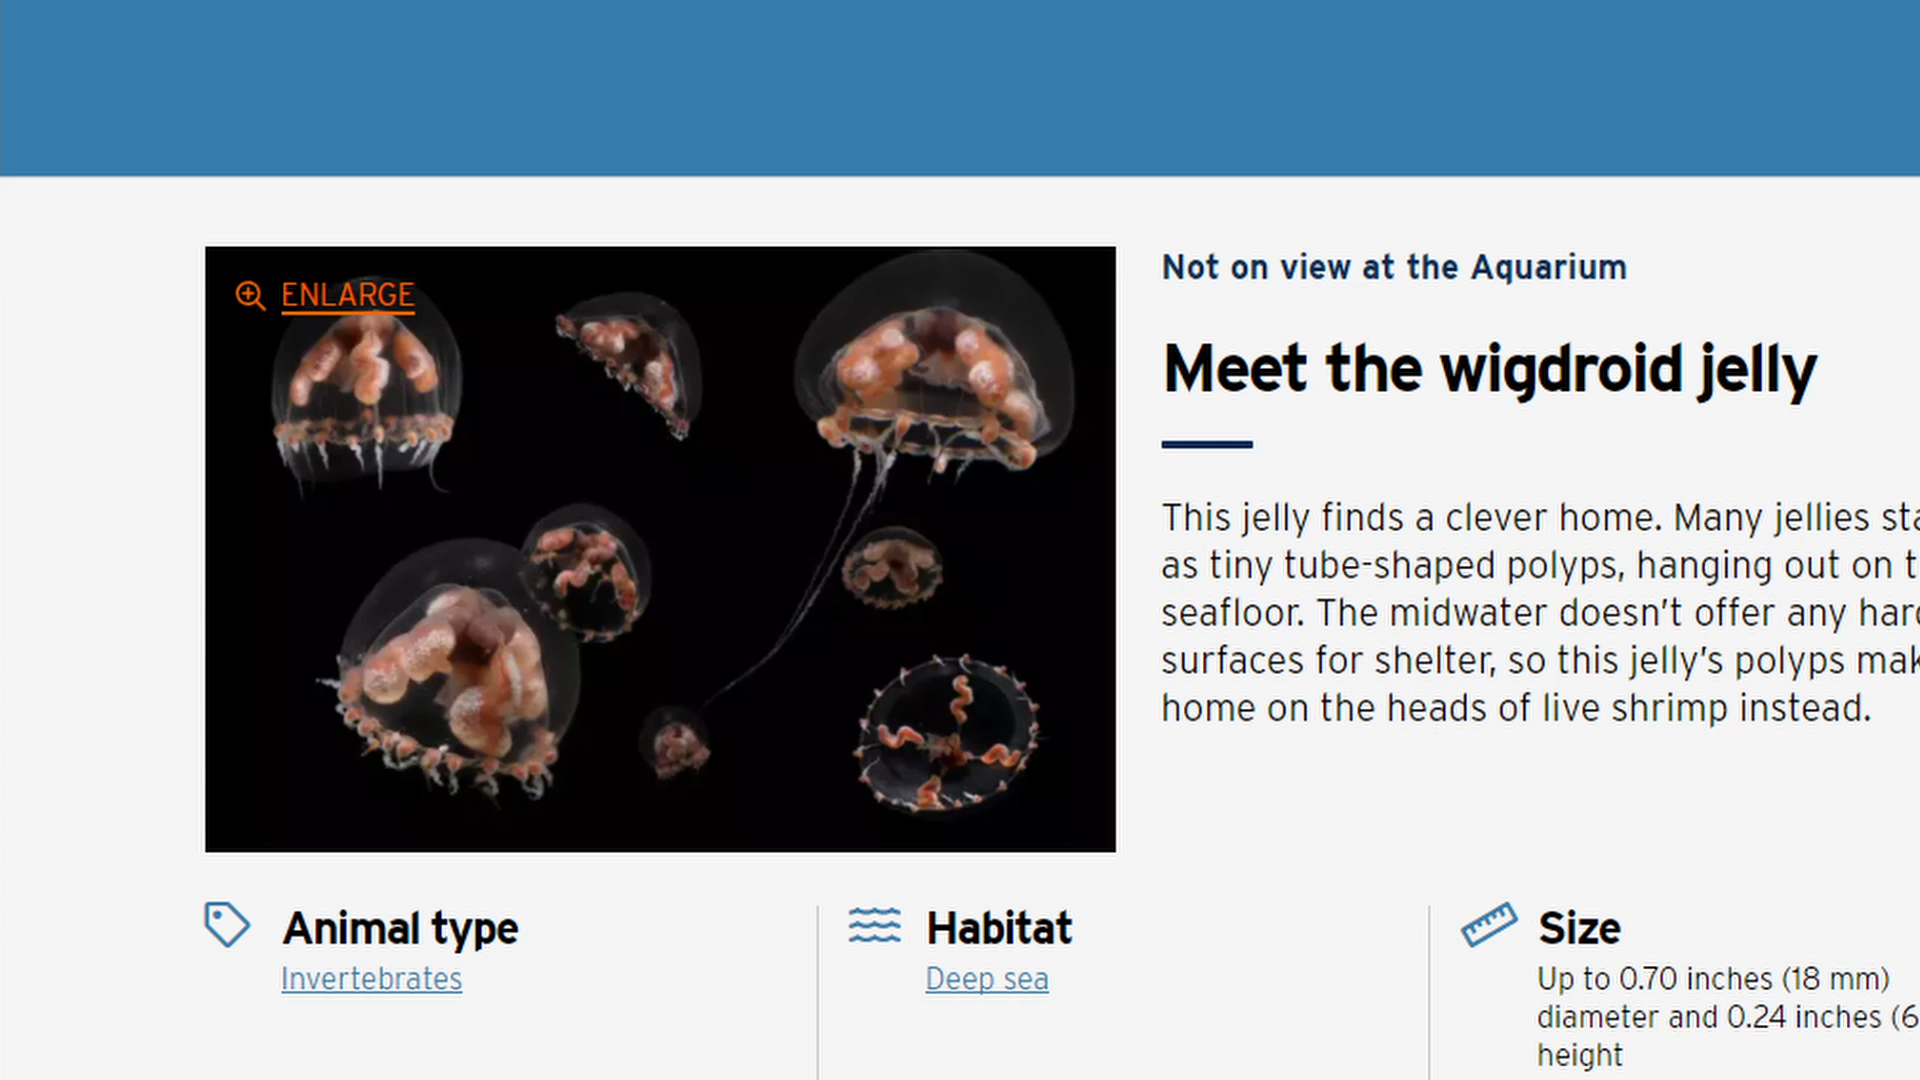 ENLARGE
Not on view at the Aquarium
Meet the wigdroid jelly
This jelly finds a clever home. Many jellies
as tiny tube-shaped polyps, hanging out on
seafloor. The midwater doesn't offer any
surfaces for shelter, so this jelly's polyps
home on the heads of live shrimp instead.
Animal type
Invertebrates
Habitat
Deep sea
Size
Up to 0.70 inches (18 mm)
diameter and 0.24 inches (6
height